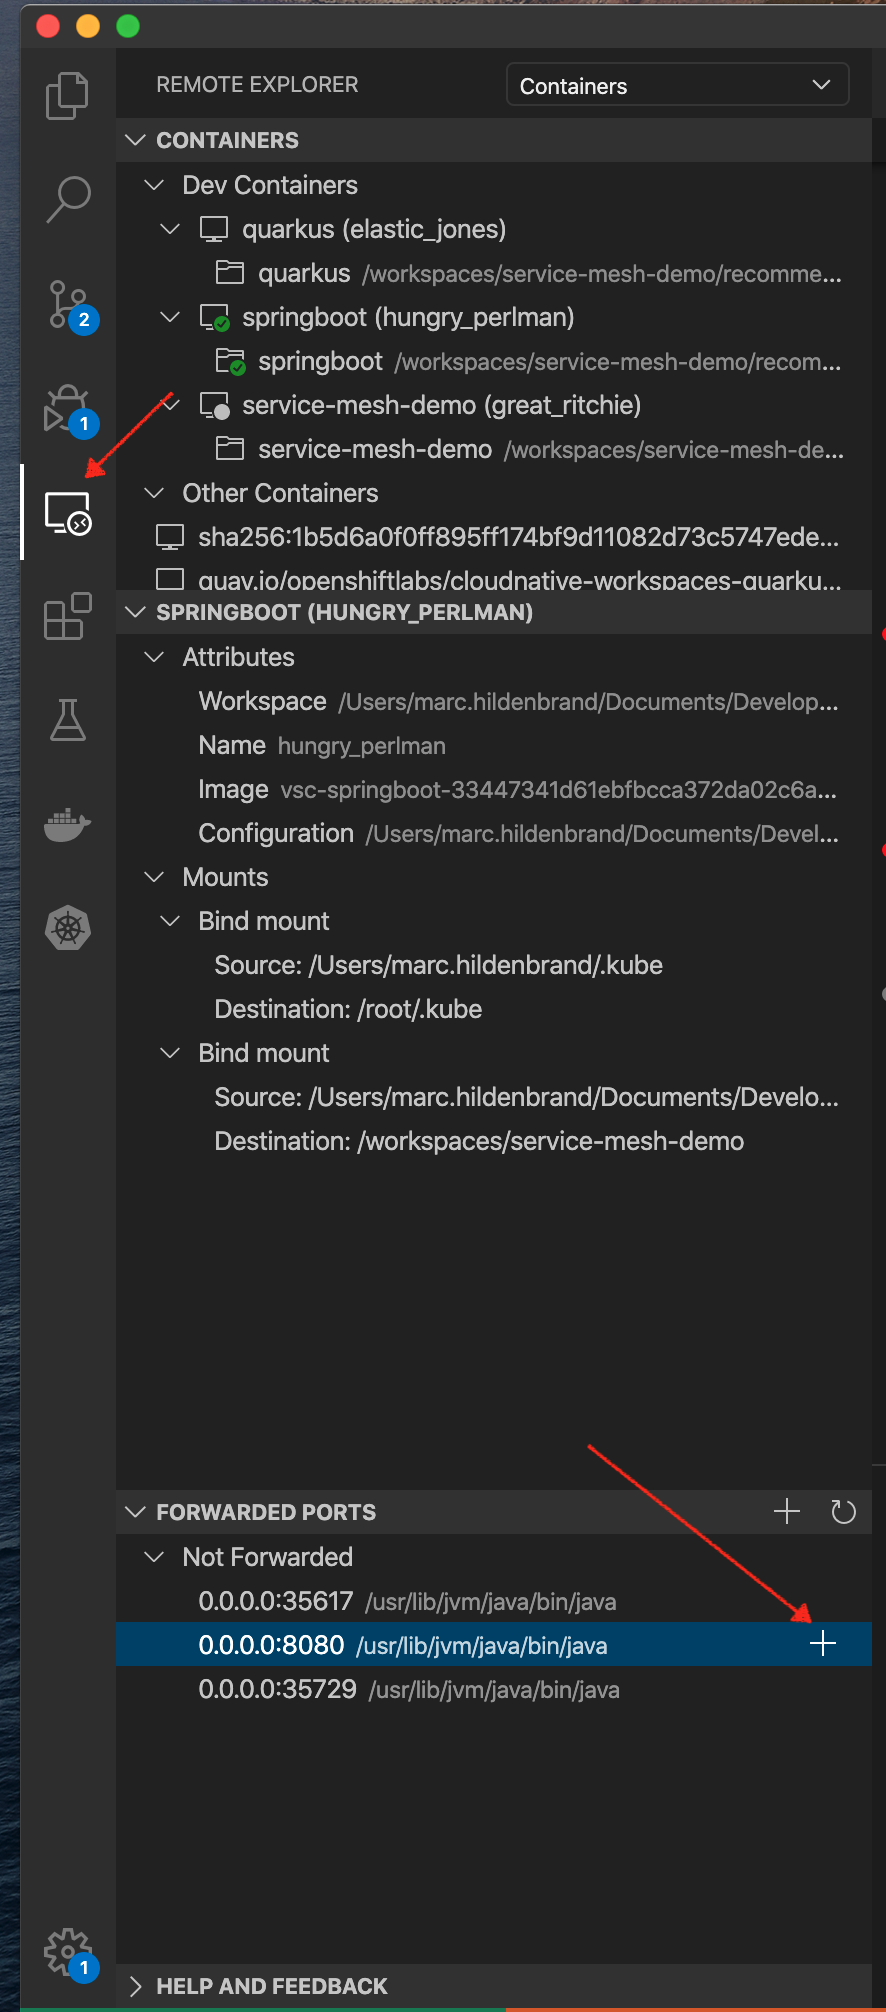 REMOTE EXPLORER
Containers
CONTAINERS
Dev Containers
quarkus (elastic_jones)
quarkus /workspaces/service-mesh-demo/recomme...
springboot (hungry_perlman)
springboot /workspaces/service-mesh-demo/recom...
2
service-mesh-demo (great_ritchie)
1
service-mesh-demo /workspaces/service-mesh-de...
Other Containers
sha256:1b5d6a0f0ff895ff174bf9d11082d73c5747ede...
quay.io/openshiftlabs/cloudnative-workspaces-quarku...
SPRINGBOOT (HUNGRY_PERLMAN)
Attributes
Workspace /Users/marc.hildenbrand/Documents/Develop...
Name hungry_perlman
Image vsc-springboot-33447341d61ebfbcca372da02c6a...
Configuration /Users/marc.hildenbrand/Documents/Devel...
Mounts
Bind mount
Source: /Users/marc.hildenbrand/.kube
Destination: /root/.kube
Bind mount
Source: /Users/marc.hildenbrand/Documents/Develo...
Destination: /workspaces/service-mesh-demo
FORWARDED PORTS
Not Forwarded
0.0.0.0:35617 /usr/lib/jvm/java/bin/java
0.0.0.0:8080 /usr/lib/jvm/java/bin/java
0.0.0.0:35729 /usr/lib/jvm/java/bin/java
1
HELP AND FEEDBACK